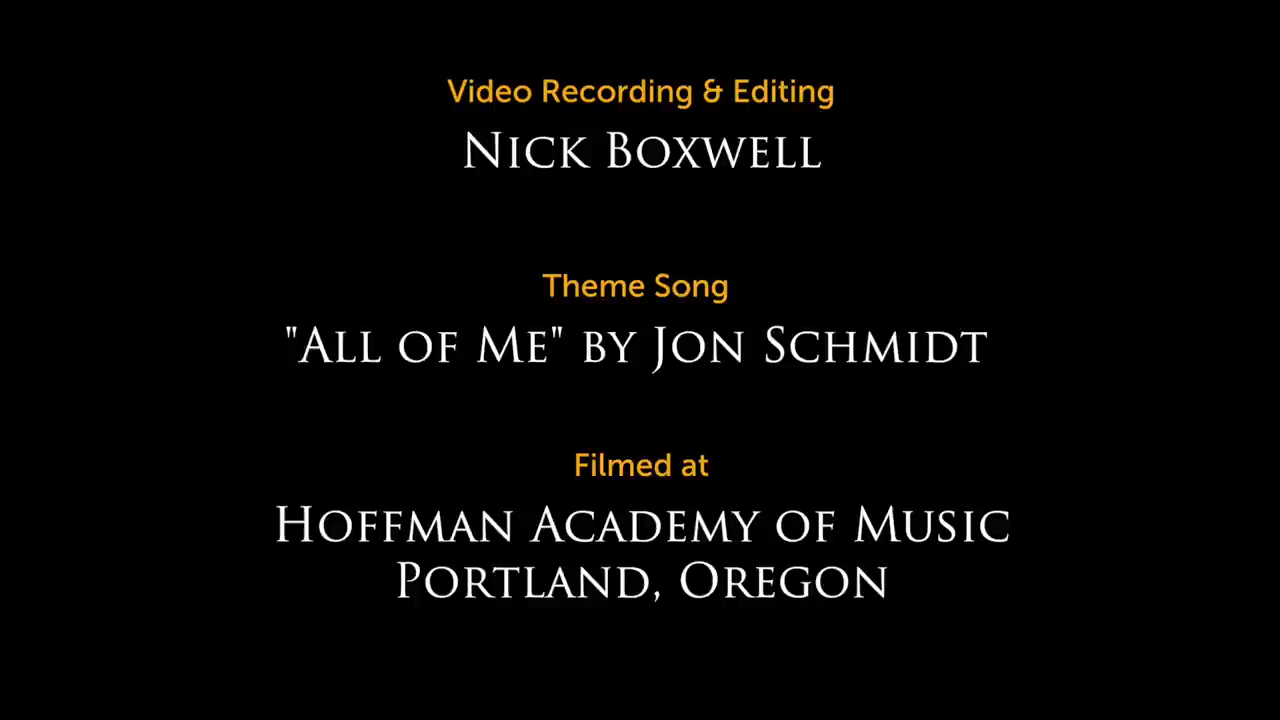 Video Recording & Editing
Nick Boxwell
Theme Song
"All of Me" by Jon Schmidt
Filmed at
Hoffman Academy of Music
Portland, Oregon